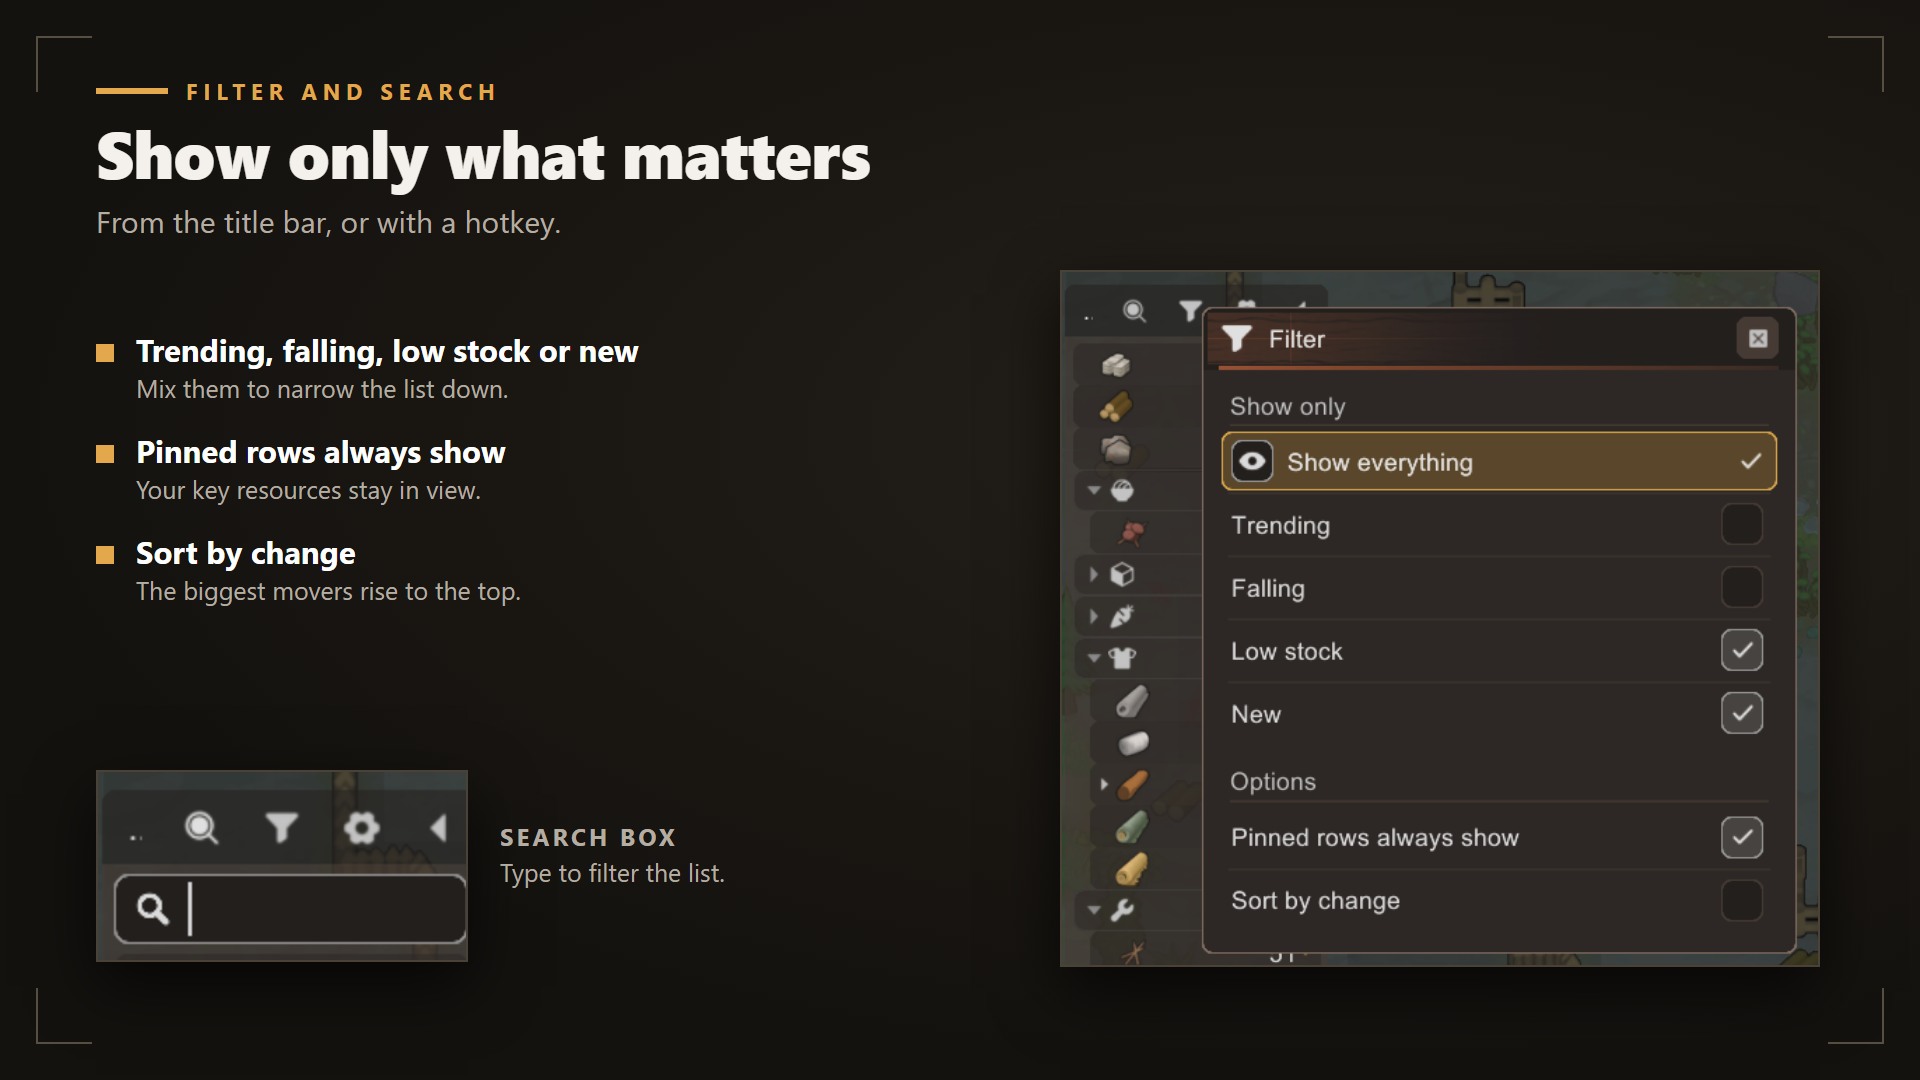 FILTER AND SEARCH
Show only what matters
From the title bar, or with a hotkey.
Trending, falling, low stock or new
Mix them to narrow the list down.
Pinned rows always show
Your key resources stay in view.
Sort by change
The biggest movers rise to the top.
..
SEARCH BOX
Type to filter the list.
..
Filter
Show only
Show everything
Trending
Falling
Low stock
New
Options
Pinned rows always show
Sort by change